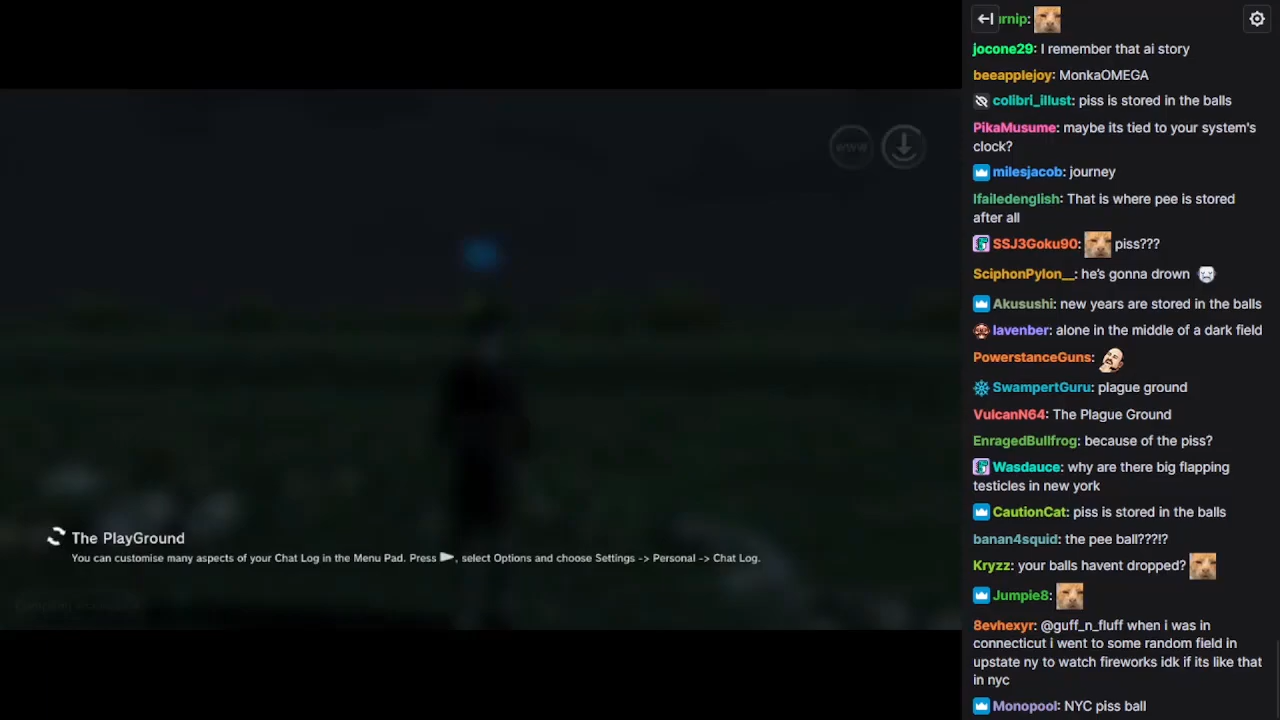 urnip:
jocone29: I remember that ai story
beeapplejoy: MonkaOMEGA
colibri_illust: piss is stored in the balls
PikaMusume: maybe its tied to your system's
clock?
milesjacob: journey
Ifailedenglish: That is where pee is stored
after all
SSJ3Goku90: piss???
SciphonPylon__: he's gonna drown
Akusushi: new years are stored in the balls
lavenber: alone in the middle of a dark field
PowerstanceGuns:
SwampertGuru: plague ground
VulcanN64: The Plague Ground
EnragedBullfrog: because of the piss?
Wasdauce: why are there big flapping
testicles in new york
CautionCat: piss is stored in the balls
banan4squid: the pee ball???!?
Kryzz: your balls havent dropped?
Jumpie8:
8evhexyr: @guff_n_fluff when i was in
connecticut i went to some random field in
upstate ny to watch fireworks idk if its like that
in nyc
Monopool: NYC piss ball
www
The PlayGround
You can customise many aspects of your Chat Log in the Menu Pad. Press , select Options and choose Settings -> Personal -> Chat Log.